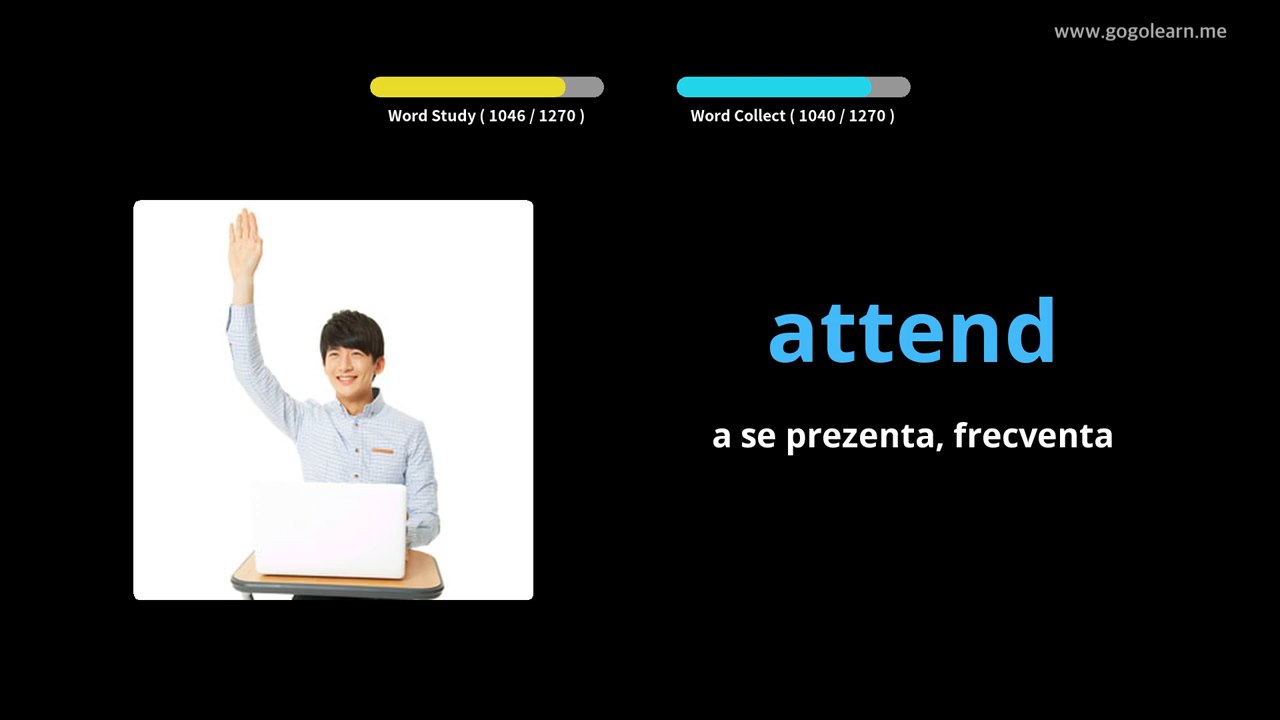 www.gogolearn.me
Word Study ( 1046 / 1270 )
Word Collect ( 1040 / 1270 )
attend
a se prezenta, frecventa